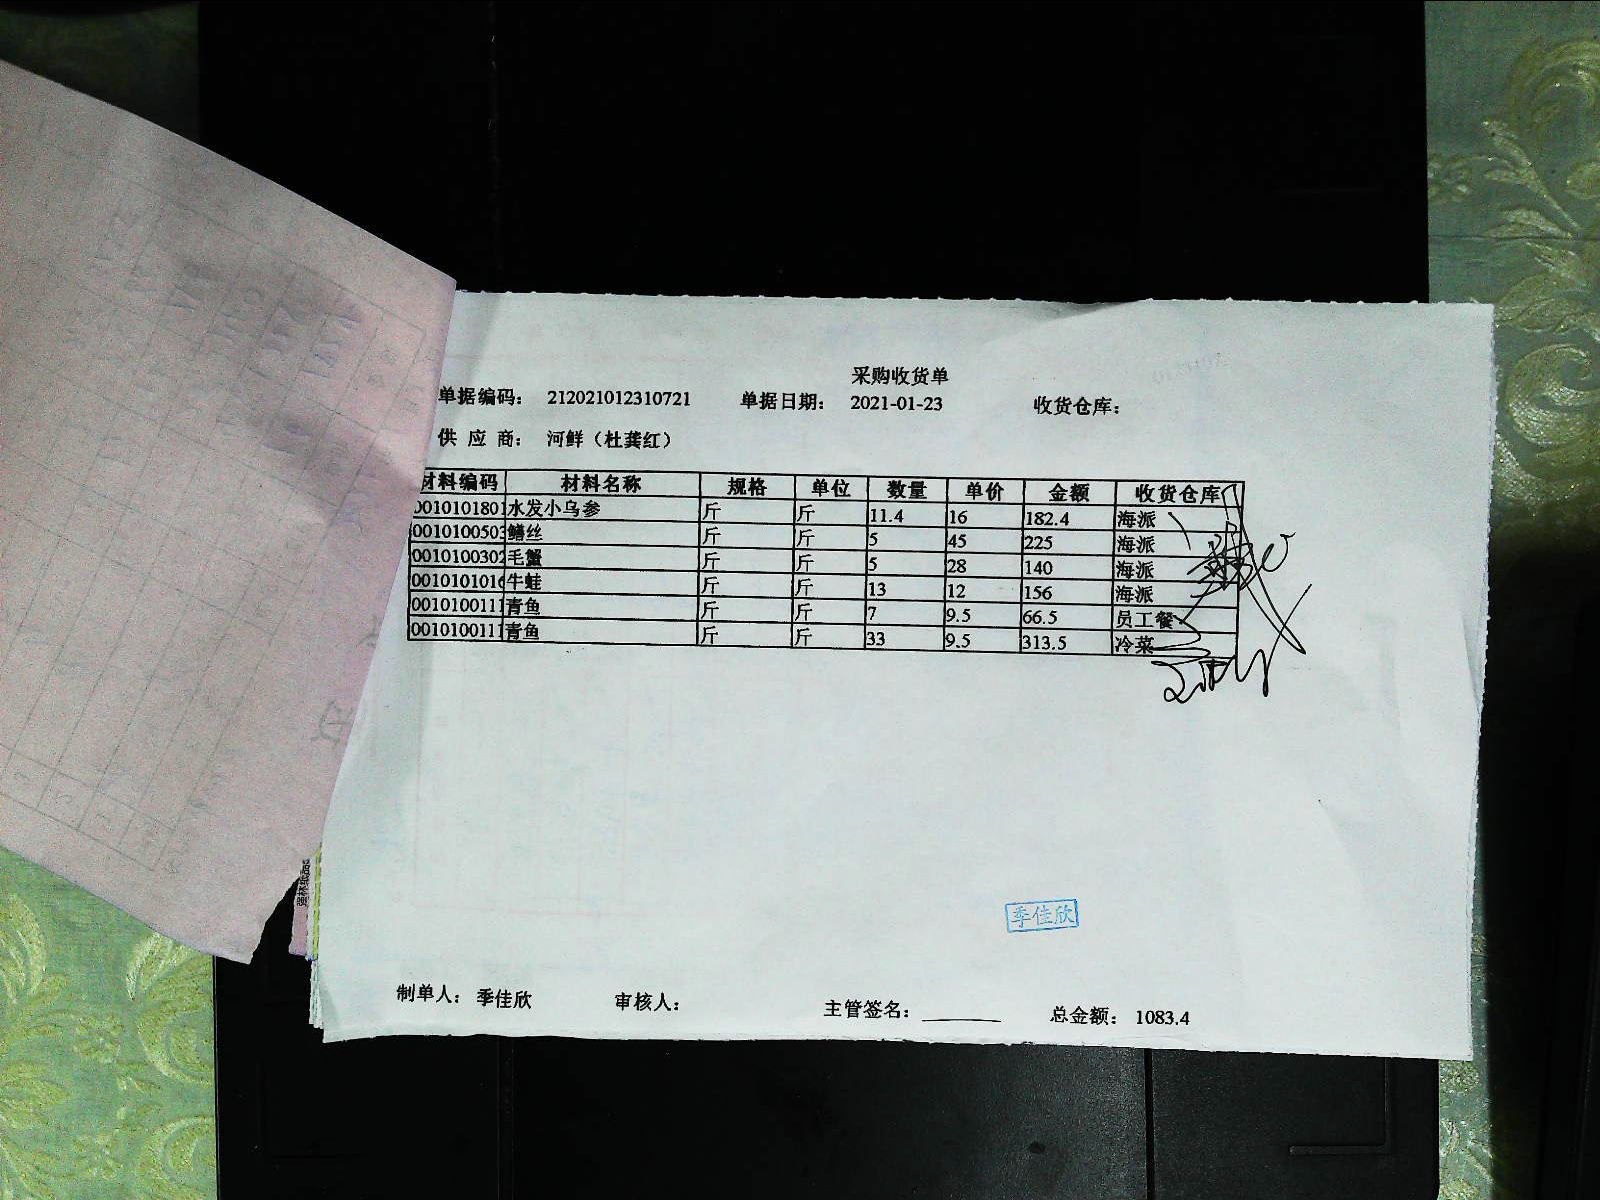 采购收货单
单据编码： 212021012310721 单据日期： 2021-01-23 收货仓库：
供 应 商： 河鲜（杜龚红）
材料编码 材料名称 规格 单位 数量 单价 金额 收货仓库
0010101801 水发小乌参 斤 斤 11.4 16 182.4 海派
0010100503 鳝丝 斤 斤 5 45 225 海派
0010100302 毛蟹 斤 斤 5 28 140 海派
0010101016 牛蛙 斤 斤 13 12 156 海派
0010100111 青鱼 斤 斤 7 9.5 66.5 员工餐
0010100111 青鱼 斤 斤 33 9.5 313.5 冷菜
季佳欣
制单人： 季佳欣 审核人： 主管签名： 总金额： 1083.4